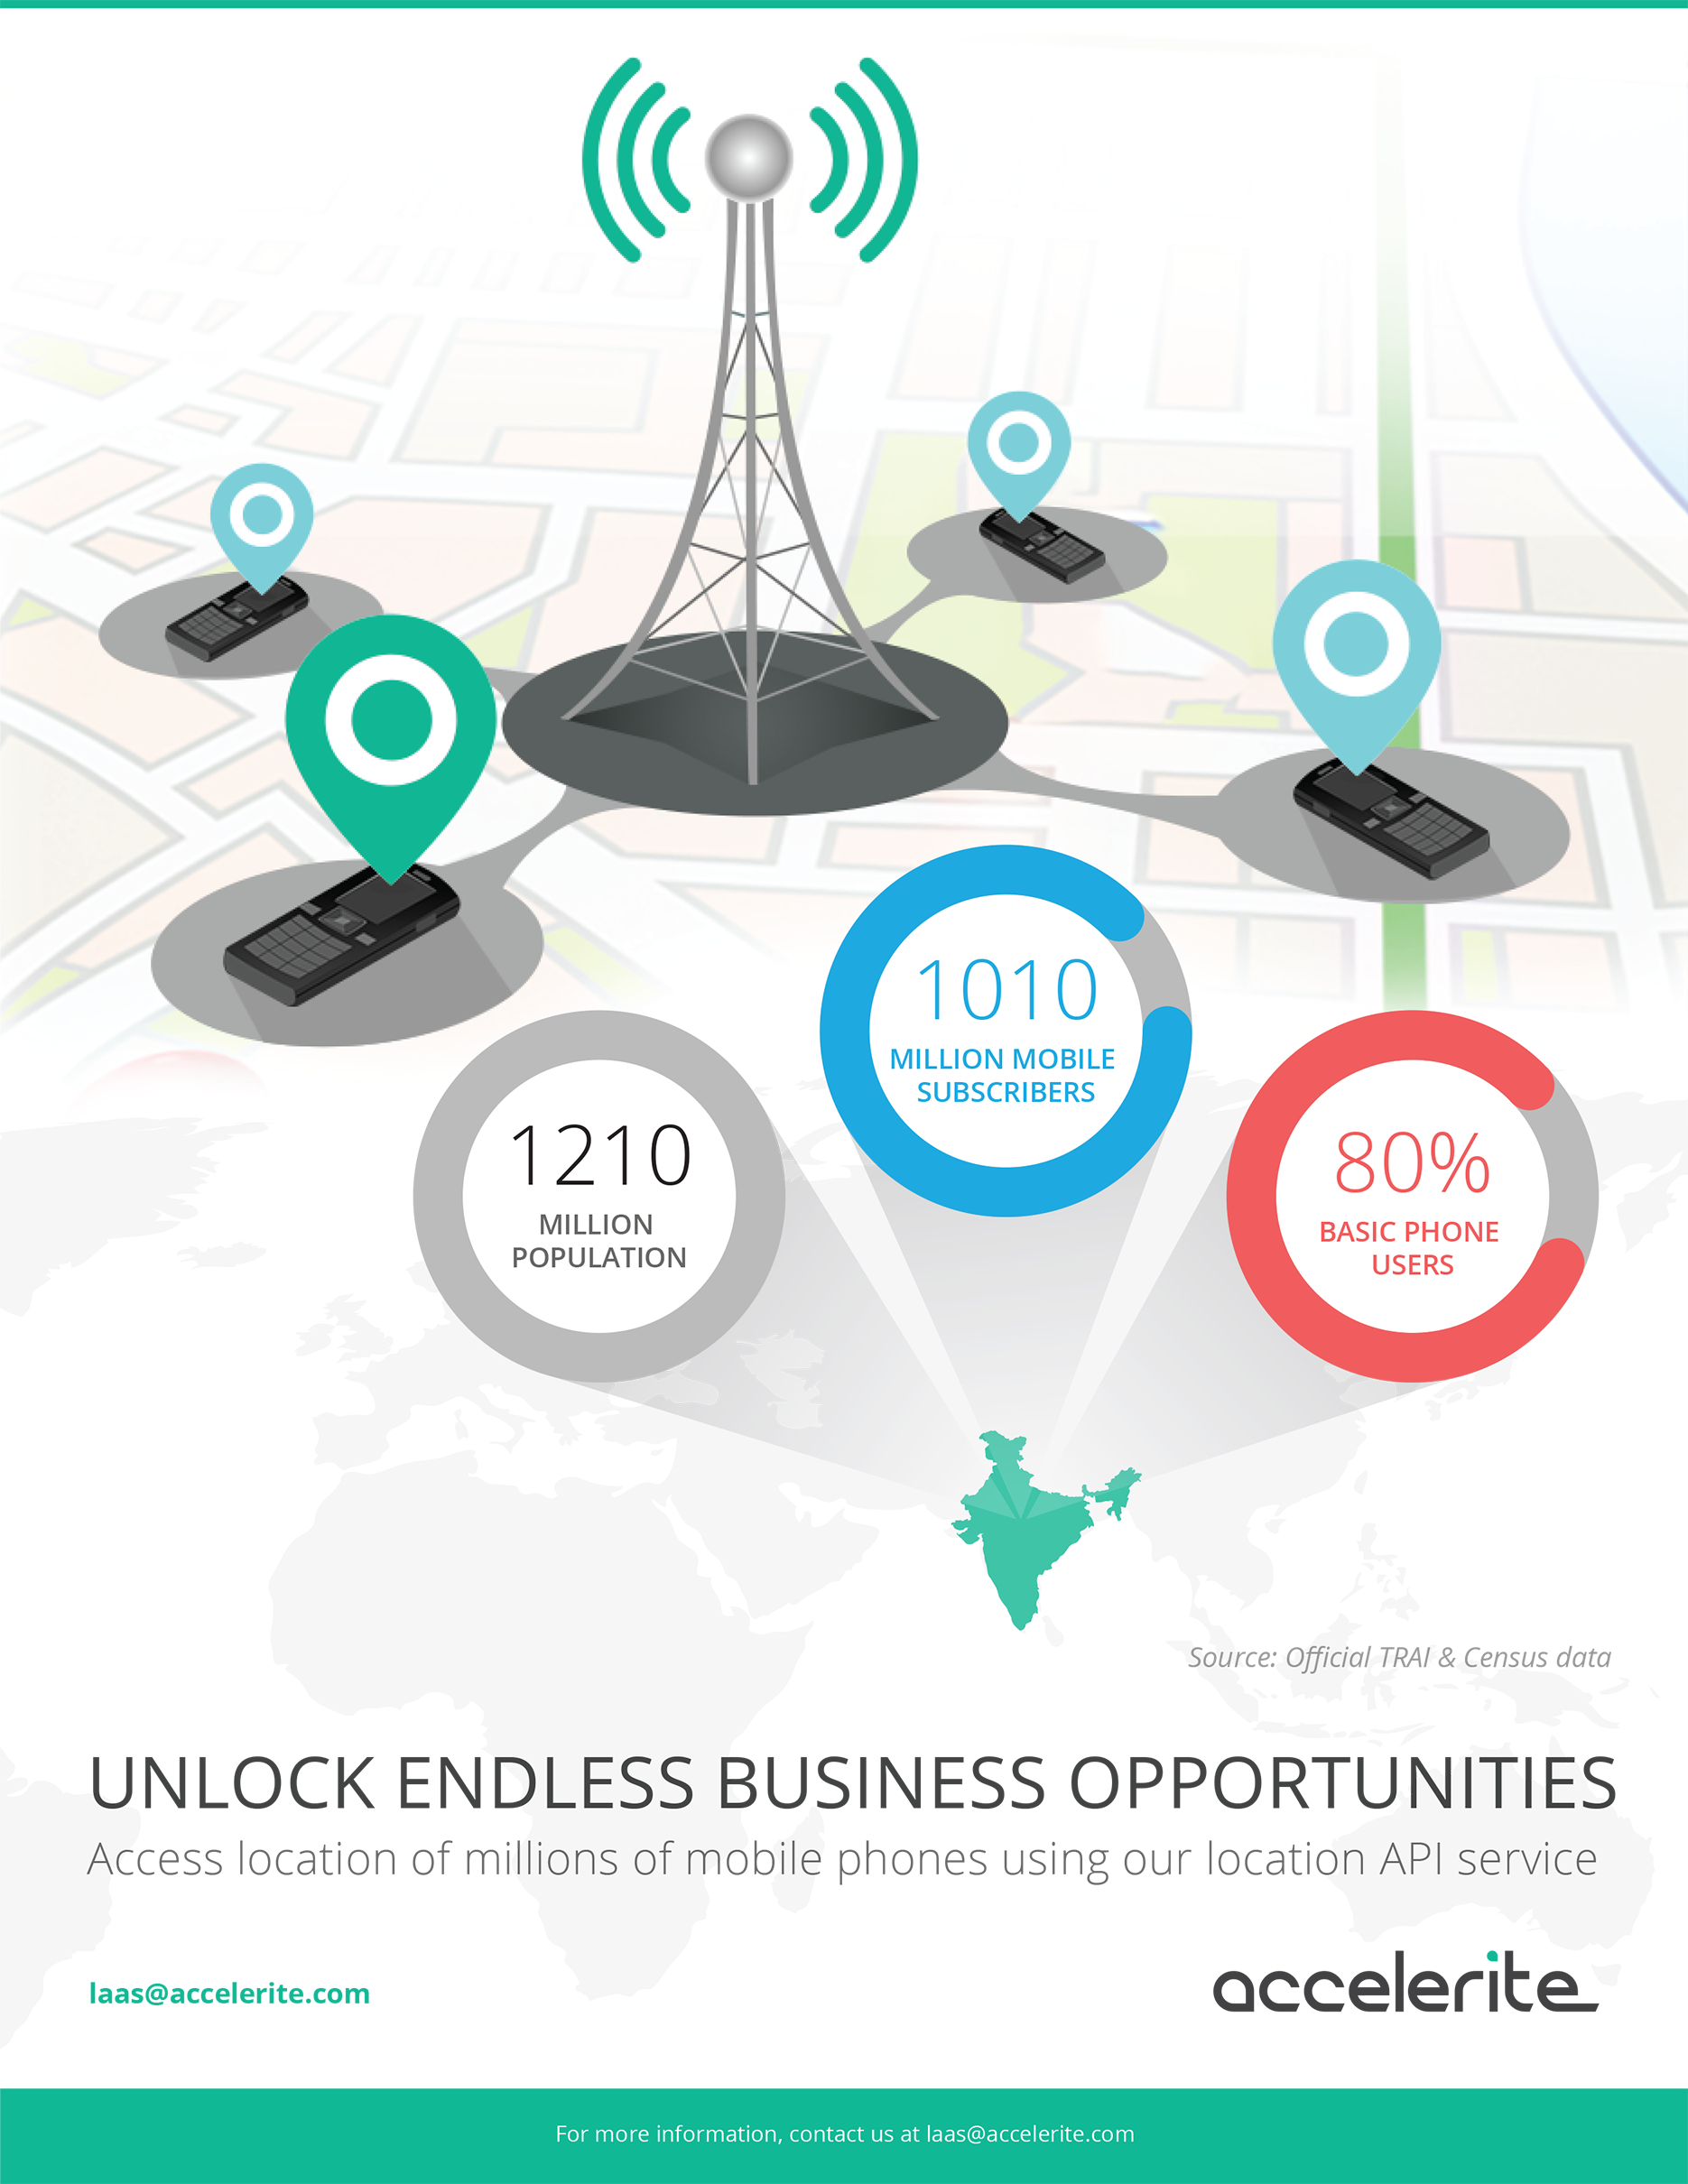 1010
MILLION MOBILE
SUBSCRIBERS
1210
MILLION
POPULATION
80%
BASIC PHONE
USERS
Source: Official TRAI & Census data
UNLOCK ENDLESS BUSINESS OPPORTUNITIES
Access location of millions of mobile phones using our location API service
laas@accelerite.com
accelerite
For more information, contact us at laas@accelerite.com